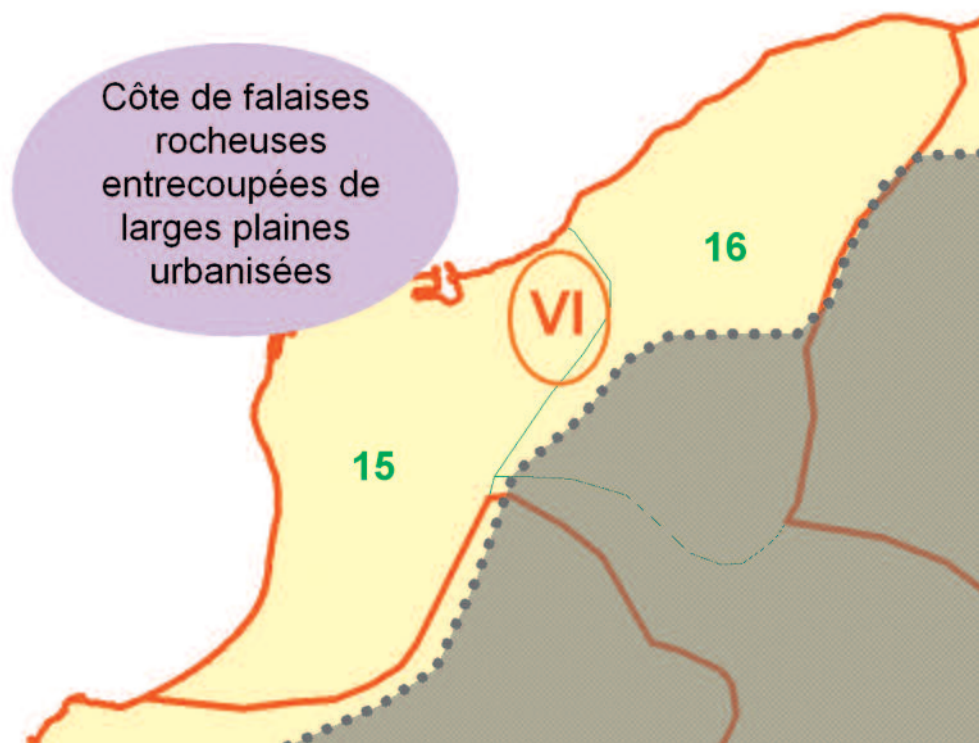 Côte de falaises
rocheuses
entrecoupées de
larges plaines
urbanisées
16
VI
15